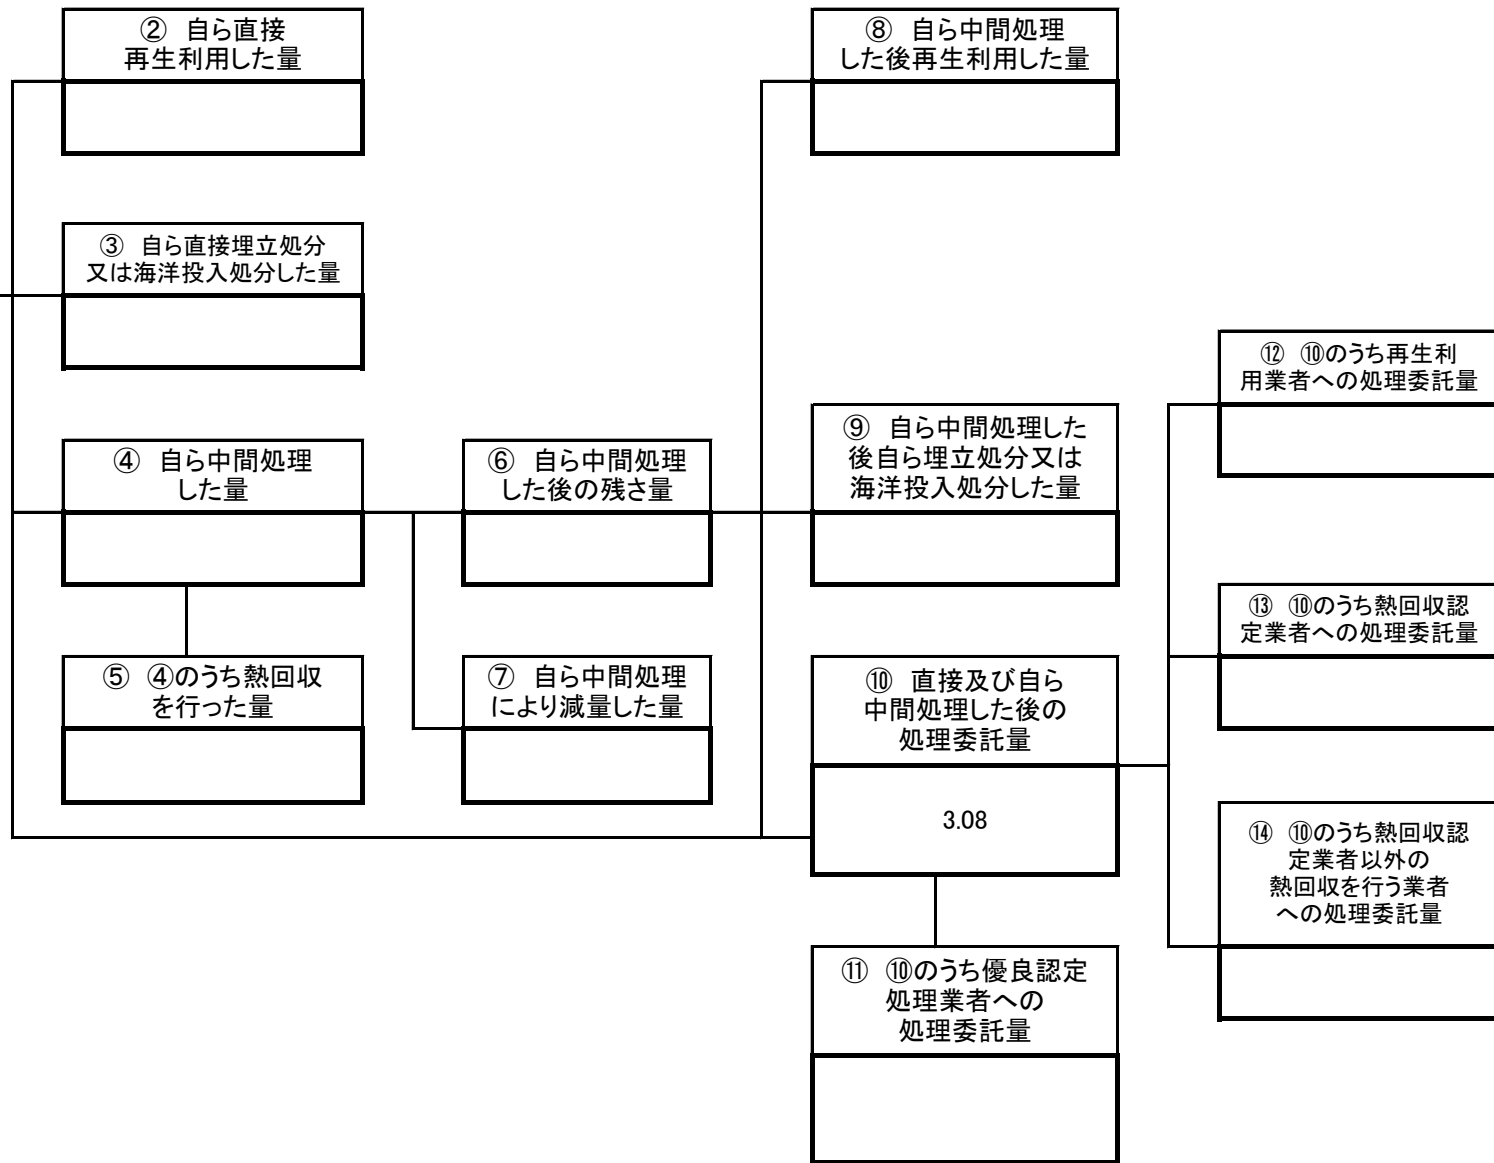 ② 自ら直接
再生利用した量
⑧ 自ら中間処理
した後再生利用した量
③ 自ら直接埋立処分
又は海洋投入処分した量
④ 自ら中間処理
した量
⑥ 自ら中間処理
した後の残さ量
⑨ 自ら中間処理した
後自ら埋立処分又は
海洋投入処分した量
⑫ ⑩のうち再生利
用業者への処理委託量
⑤ ④のうち熱回収
を行った量
⑦ 自ら中間処理
により減量した量
⑩ 直接及び自ら
中間処理した後の
処理委託量
3.08
⑬ ⑩のうち熱回収認
定業者への処理委託量
⑭ ⑩のうち熱回収認
定業者以外の
熱回収を行う業者
への処理委託量
⑪ ⑩のうち優良認定
処理業者への
処理委託量